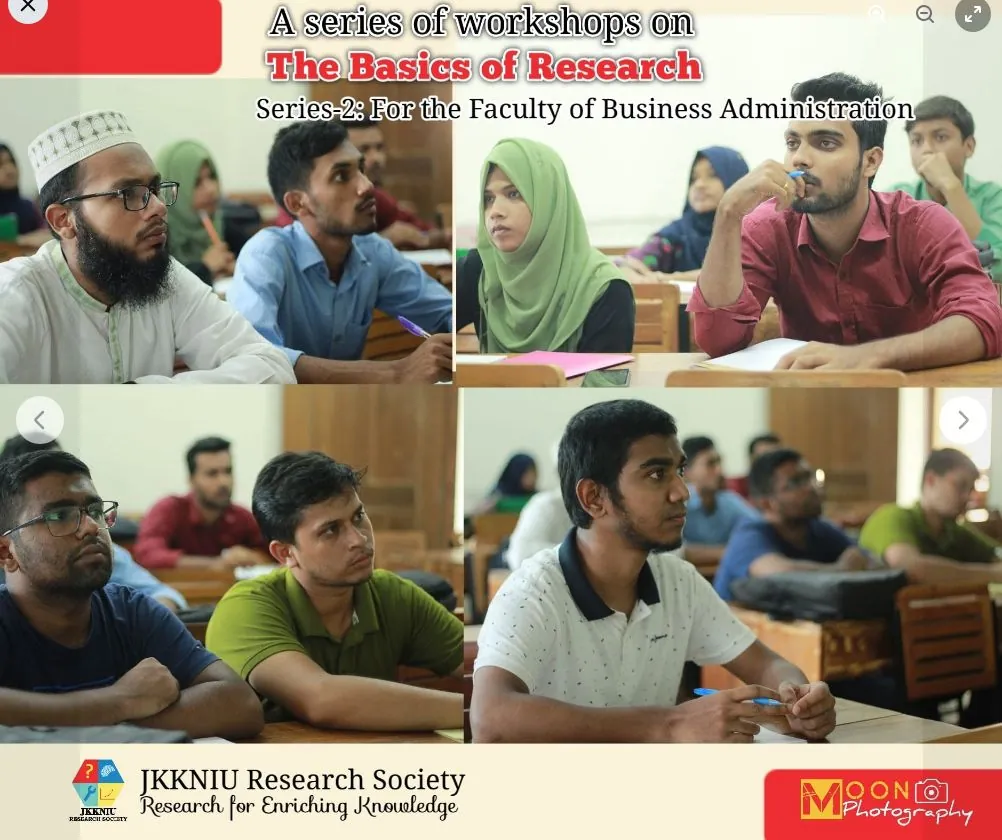 A series of workshops on
The Basics of Research
Series-2: For the Faculty of Business Administration
JKKNIU Research Society
Research for Enriching Knowledge
JKKNIU
RESEARCH SOCIETY
MOON
Photography